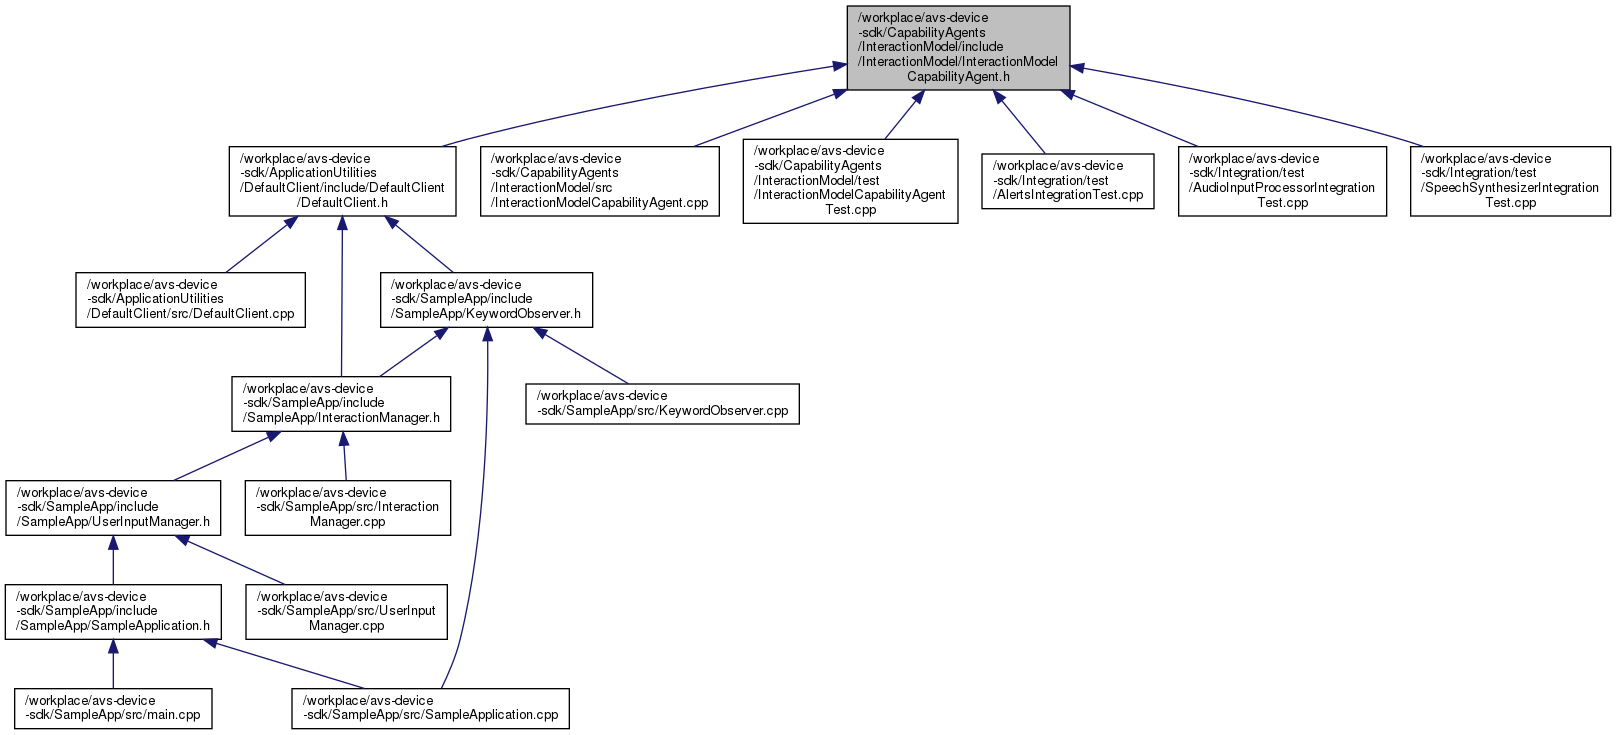 /workplace/avs-device
-sdk/CapabilityAgents
/InteractionModel/include
/InteractionModel/InteractionModel
CapabilityAgent.h
/workplace/avs-device
-sdk/ApplicationUtilities
/DefaultClient/include/DefaultClient
/DefaultClient.h
/workplace/avs-device
-sdk/CapabilityAgents
/InteractionModel/src
/InteractionModelCapabilityAgent.cpp
/workplace/avs-device
-sdk/CapabilityAgents
/InteractionModel/test
/InteractionModelCapabilityAgent
Test.cpp
/workplace/avs-device
-sdk/Integration/test
/AlertsIntegrationTest.cpp
/workplace/avs-device
-sdk/Integration/test
/AudioInputProcessorIntegration
Test.cpp
/workplace/avs-device
-sdk/Integration/test
/SpeechSynthesizerIntegration
Test.cpp
/workplace/avs-device
-sdk/ApplicationUtilities
/DefaultClient/src/DefaultClient.cpp
/workplace/avs-device
-sdk/SampleApp/include
/SampleApp/KeywordObserver.h
/workplace/avs-device
-sdk/SampleApp/include
/SampleApp/InteractionManager.h
/workplace/avs-device
-sdk/SampleApp/src/KeywordObserver.cpp
/workplace/avs-device
-sdk/SampleApp/include
/SampleApp/UserInputManager.h
/workplace/avs-device
-sdk/SampleApp/src/Interaction
Manager.cpp
/workplace/avs-device
-sdk/SampleApp/include
/SampleApp/SampleApplication.h
/workplace/avs-device
-sdk/SampleApp/src/UserInput
Manager.cpp
/workplace/avs-device
-sdk/SampleApp/src/main.cpp
/workplace/avs-device
-sdk/SampleApp/src/SampleApplication.cpp